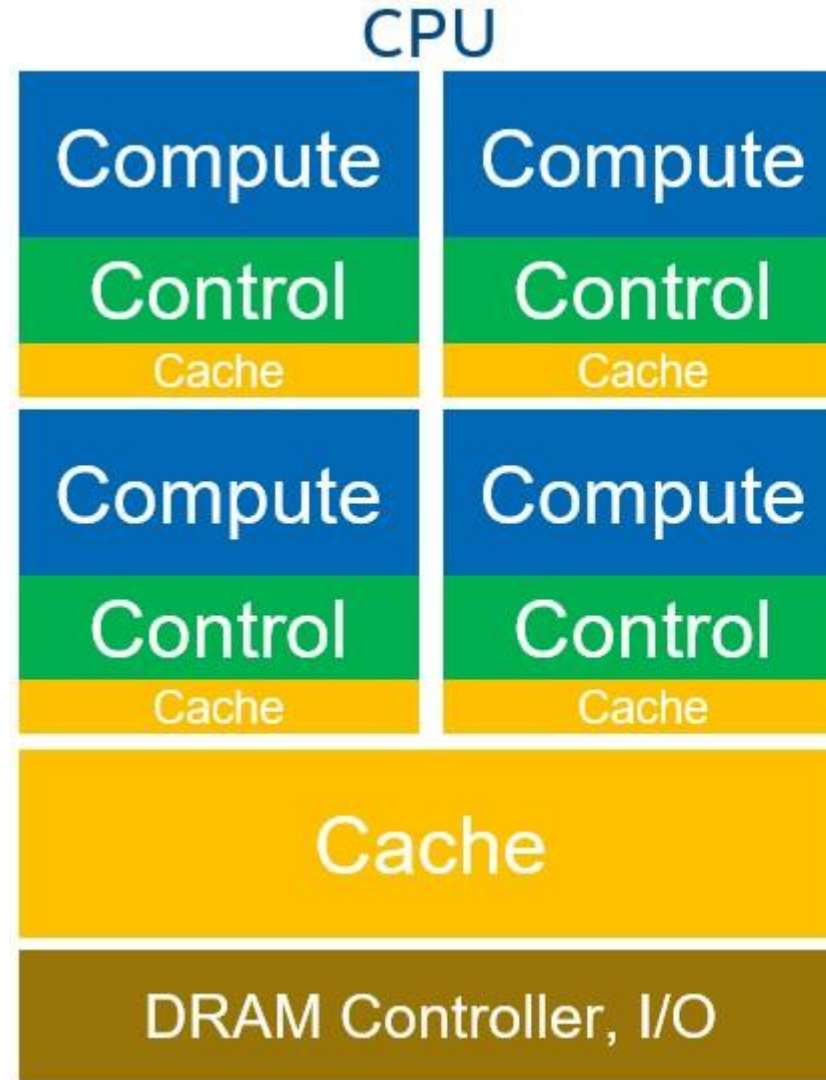 CPU
Compute Compute
Control Control
Cache Cache
Compute Compute
Control Control
Cache Cache
Cache
DRAM Controller, I/O